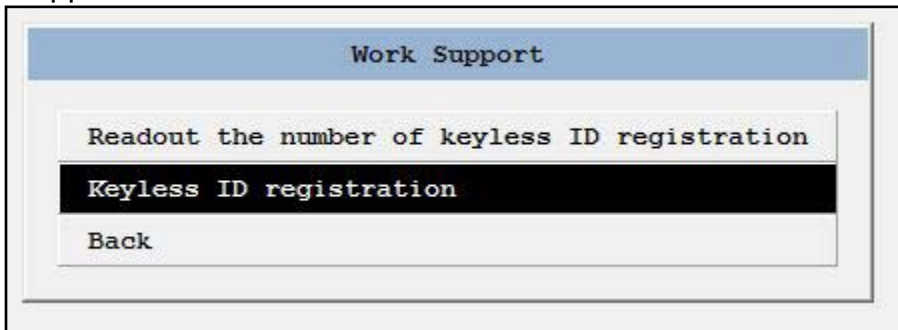 Work Support
Readout the number of keyless ID registration
Keyless ID registration
Back